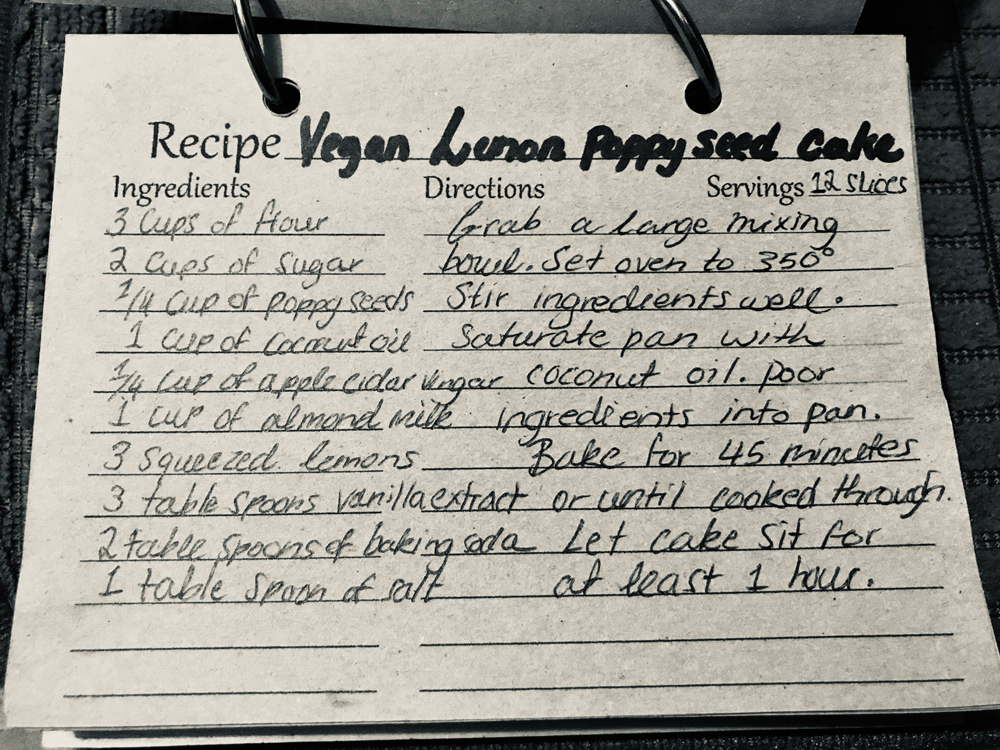 Recipe Vegan Lemon Poppy seed cake
Ingredients
3 Cups of flour
2 Cups of Sugar
1/4 cup of poppy seeds
1 cup of coconut oil
1/4 cup of apple cidar vingar
1 cup of almond milk
3 squeezed lemons
3 table spoons vanilla extract
2 table spoons of baking soda
1 table spoon of salt
Directions
Servings 12 slices
Grab a large mixing
bowl. Set oven to 350°
Stir ingredients well.
Saturate pan with
coconut oil. Poor
ingredients into pan.
Bake for 45 minutes
or until cooked through.
Let cake sit for
at least 1 hour.